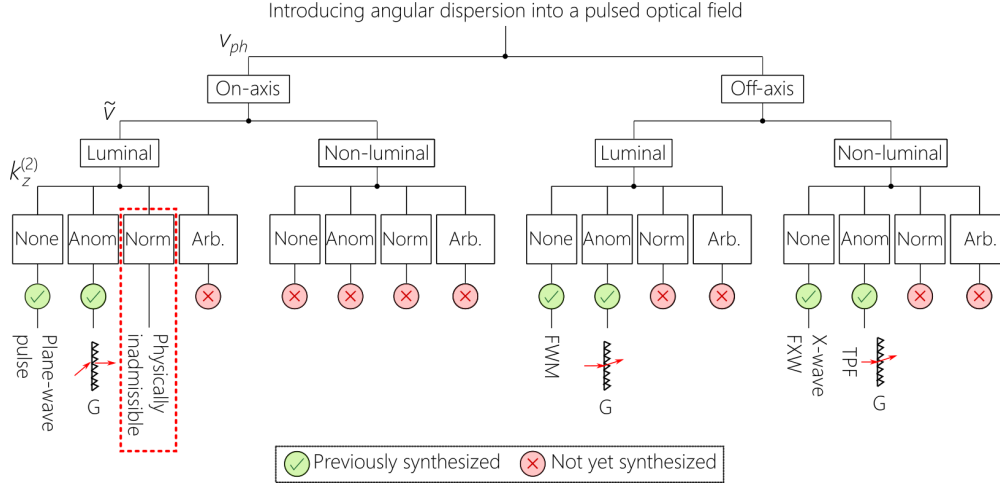 Introducing angular dispersion into a pulsed optical field
v_ph
On-axis
Off-axis
ṽ
Luminal
Non-luminal
Luminal
Non-luminal
k_z^(2)
None Anom Norm Arb.
None Anom Norm Arb.
None Anom Norm Arb.
None Anom Norm Arb.
Plane-wave
pulse
G
Physically
inadmissible
FWM
G
X-wave
FXW
TPF
G
Previously synthesized
Not yet synthesized